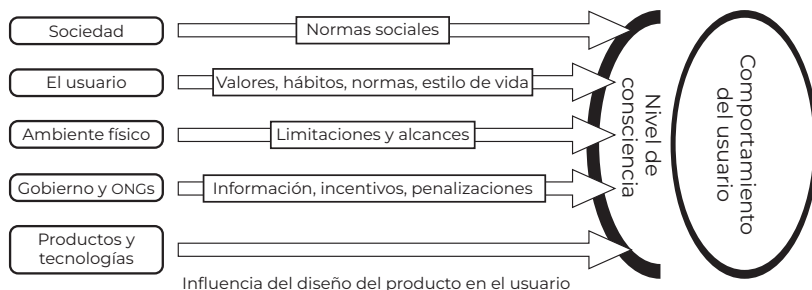 Sociedad
Normas sociales
El usuario
Valores, hábitos, normas, estilo de vida
Ambiente físico
Limitaciones y alcances
Gobierno y ONGs
Información, incentivos, penalizaciones
Productos y
tecnologías
Influencia del diseño del producto en el usuario
Nivel de
consciencia
Comportamiento
del usuario